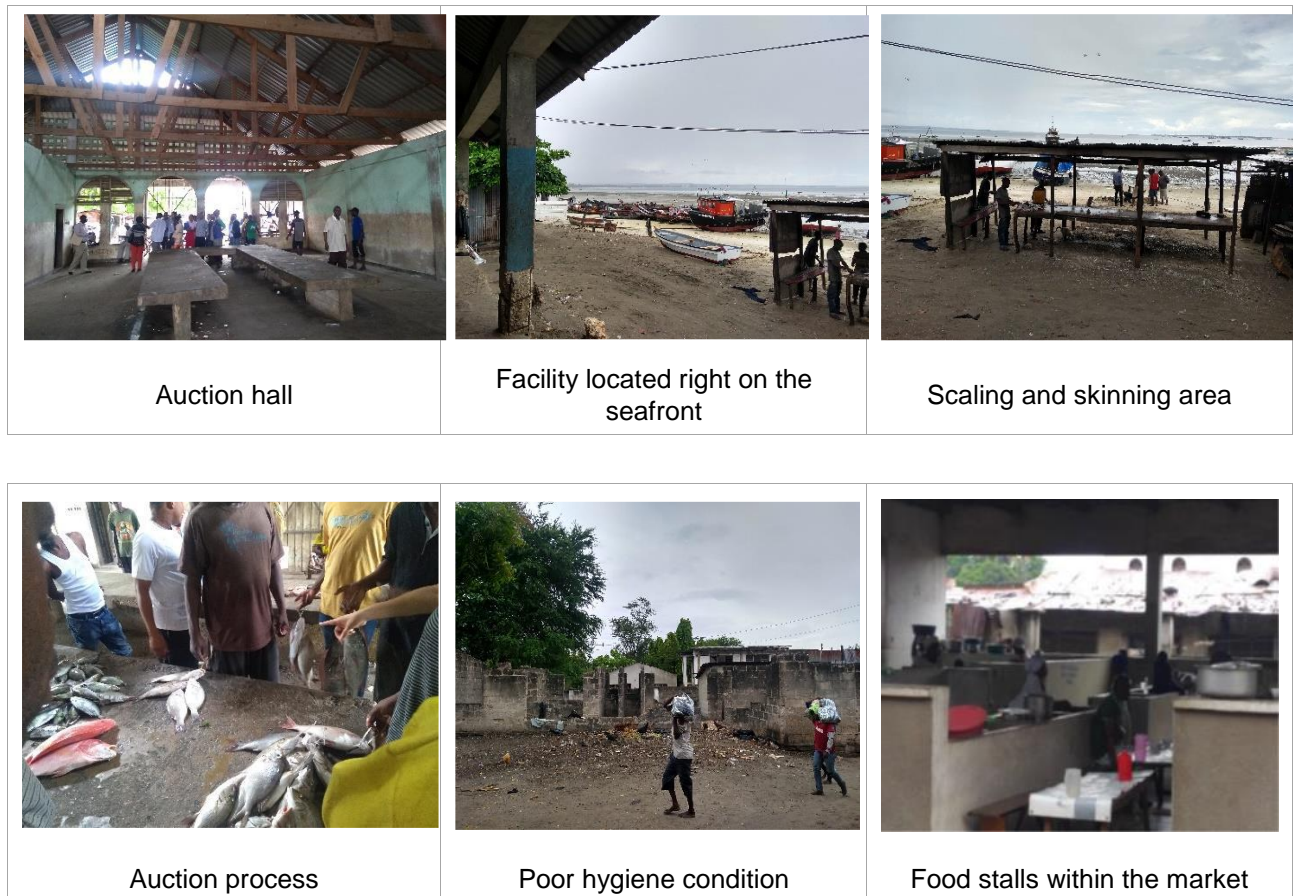 Auction hall
Facility located right on the
seafront
Scaling and skinning area
Auction process
Poor hygiene condition
Food stalls within the market